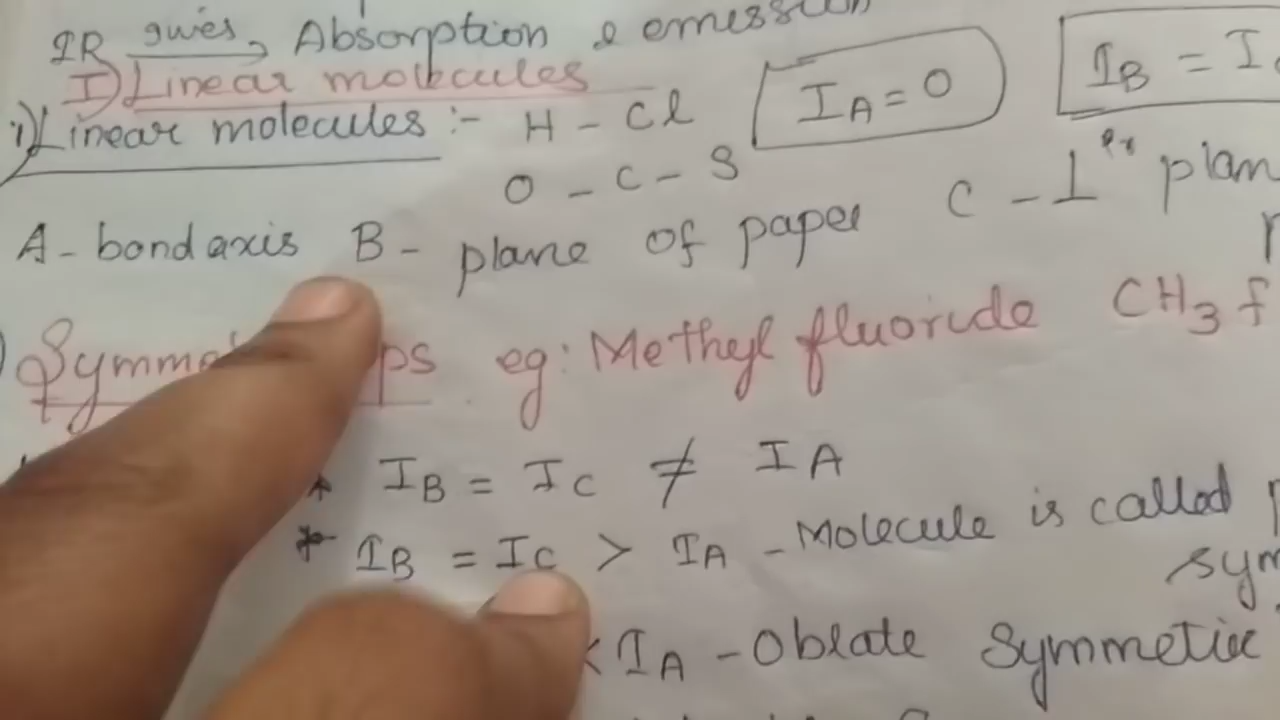 IR gives, Absorption & emission
I) Linear molecules
i) Linear molecules :- H - Cl IA = 0 IB = I
O - C - S
A - bond axis B - plane of paper C - ⊥ er
eg: Methyl fluoride CH3 F
* IB = IC ≠ IA
* IB = IC > IA - Molecule is called
< IA - Oblate Symmetric